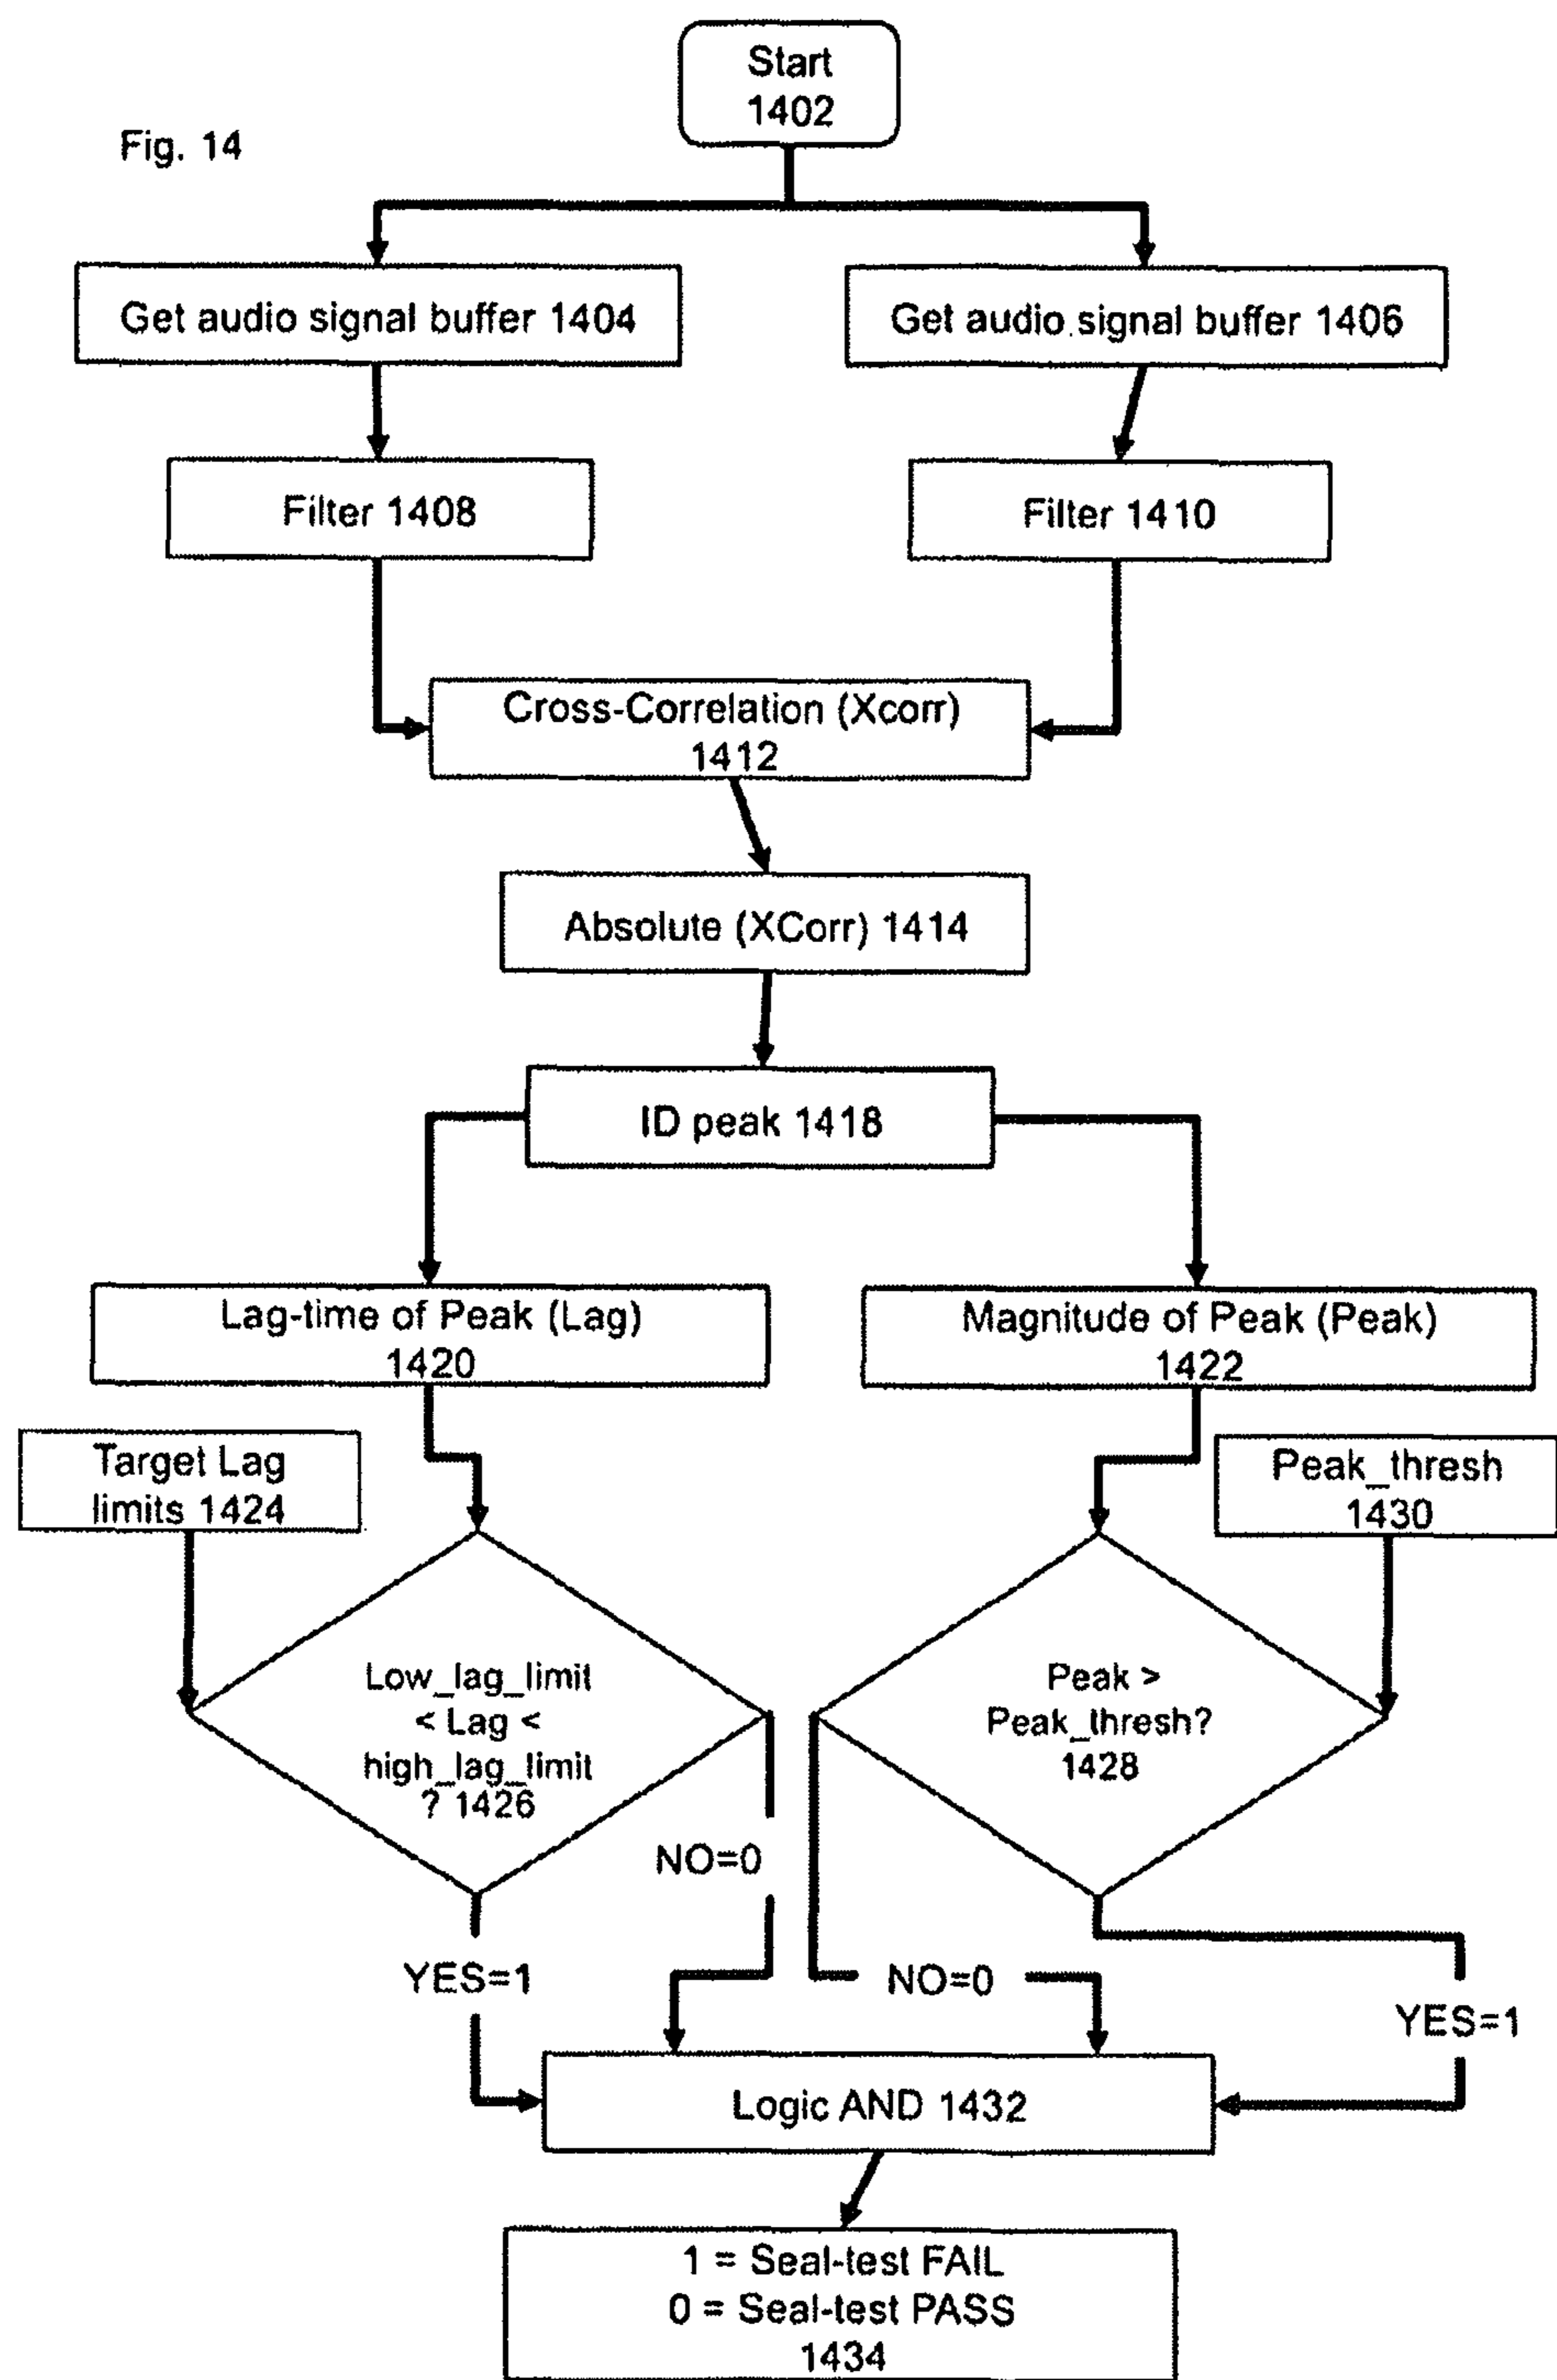 Start
1402
Fig. 14
Get audio signal buffer 1404
Get audio signal buffer 1406
Filter 1408
Filter 1410
Cross-Correlation (Xcorr)
1412
Absolute (XCorr) 1414
ID peak 1418
Lag-time of Peak (Lag)
1420
Magnitude of Peak (Peak)
1422
Target Lag
limits 1424
Peak_thresh
1430
Low_lag_limit
< Lag <
high_lag_limit
? 1426
Peak >
Peak_thresh?
1428
NO=0
YES=1
NO=0
YES=1
Logic AND 1432
1 = Seal-test FAIL
0 = Seal-test PASS
1434